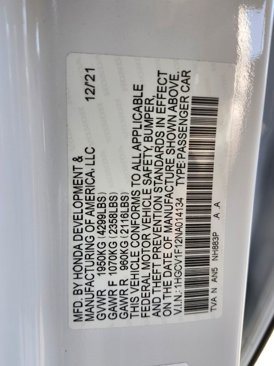 MFD. BY HONDA DEVELOPMENT & 12/21
MANUFACTURING OF AMERICA, LLC
GVWR 1950KG (4299LBS)
GAWR F 1070KG (2358LBS)
GAWR R 960KG (2116LBS)
THIS VEHICLE CONFORMS TO ALL APPLICABLE
FEDERAL MOTOR VEHICLE SAFETY, BUMPER,
AND THEFT PREVENTION STANDARDS IN EFFECT
ON THE DATE OF MANUFACTURE SHOWN ABOVE.
V.I.N.: 1HGCV1F12NA014134 TYPE:PASSENGER CAR
TVA N AN5 NH883P A A